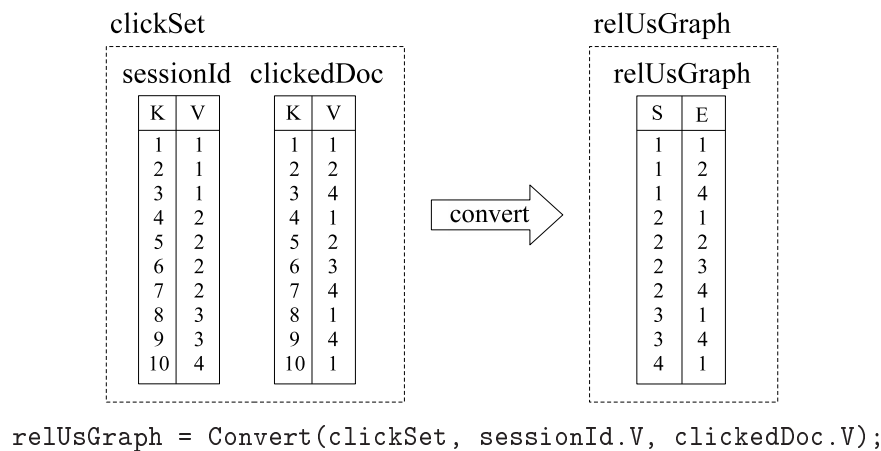 clickSet relUsGraph
sessionId clickedDoc relUsGraph
K V K V S E
1 1 1 1 1 1
2 1 2 2 1 2
3 1 3 4 1 4
4 2 4 1 2 1
5 2 5 2 2 2
6 2 6 3 2 3
7 2 7 4 2 4
8 3 8 1 3 1
9 3 9 4 3 4
10 4 10 1 4 1
convert
relUsGraph = Convert(clickSet, sessionId.V, clickedDoc.V);